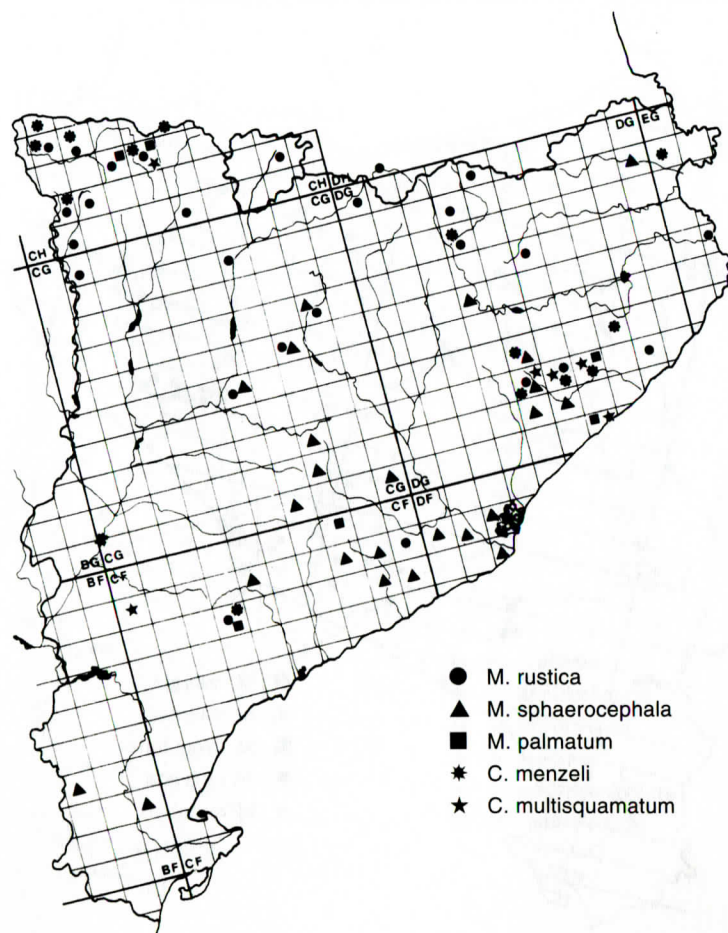 DG EG
CH DH
CG DG
CH
CG
CG DG
CF DF
BG CG
BF CF
M. rustica
M. sphaerocephala
M. palmatum
C. menzeli
C. multisquamatum
BF CF